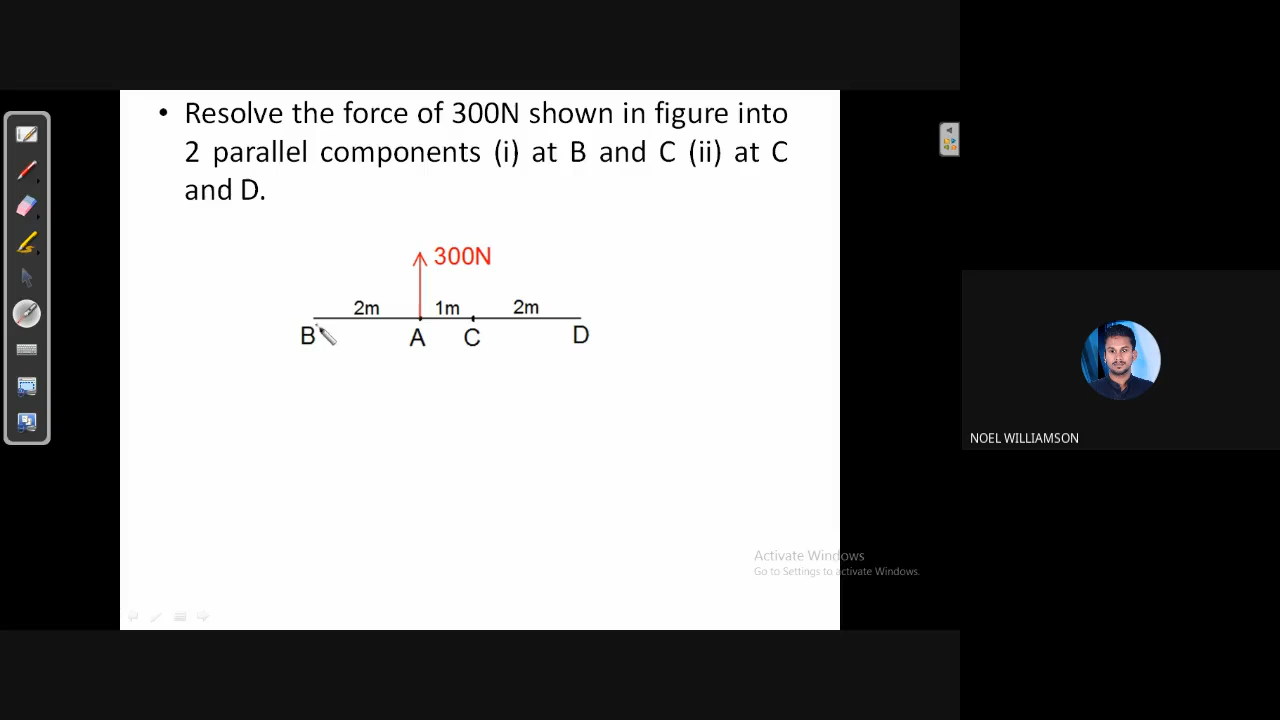 • Resolve the force of 300N shown in figure into
2 parallel components (i) at B and C (ii) at C
and D.
300N
2m 1m 2m
B A C D
NOEL WILLIAMSON
Activate Windows
Go to Settings to activate Windows.